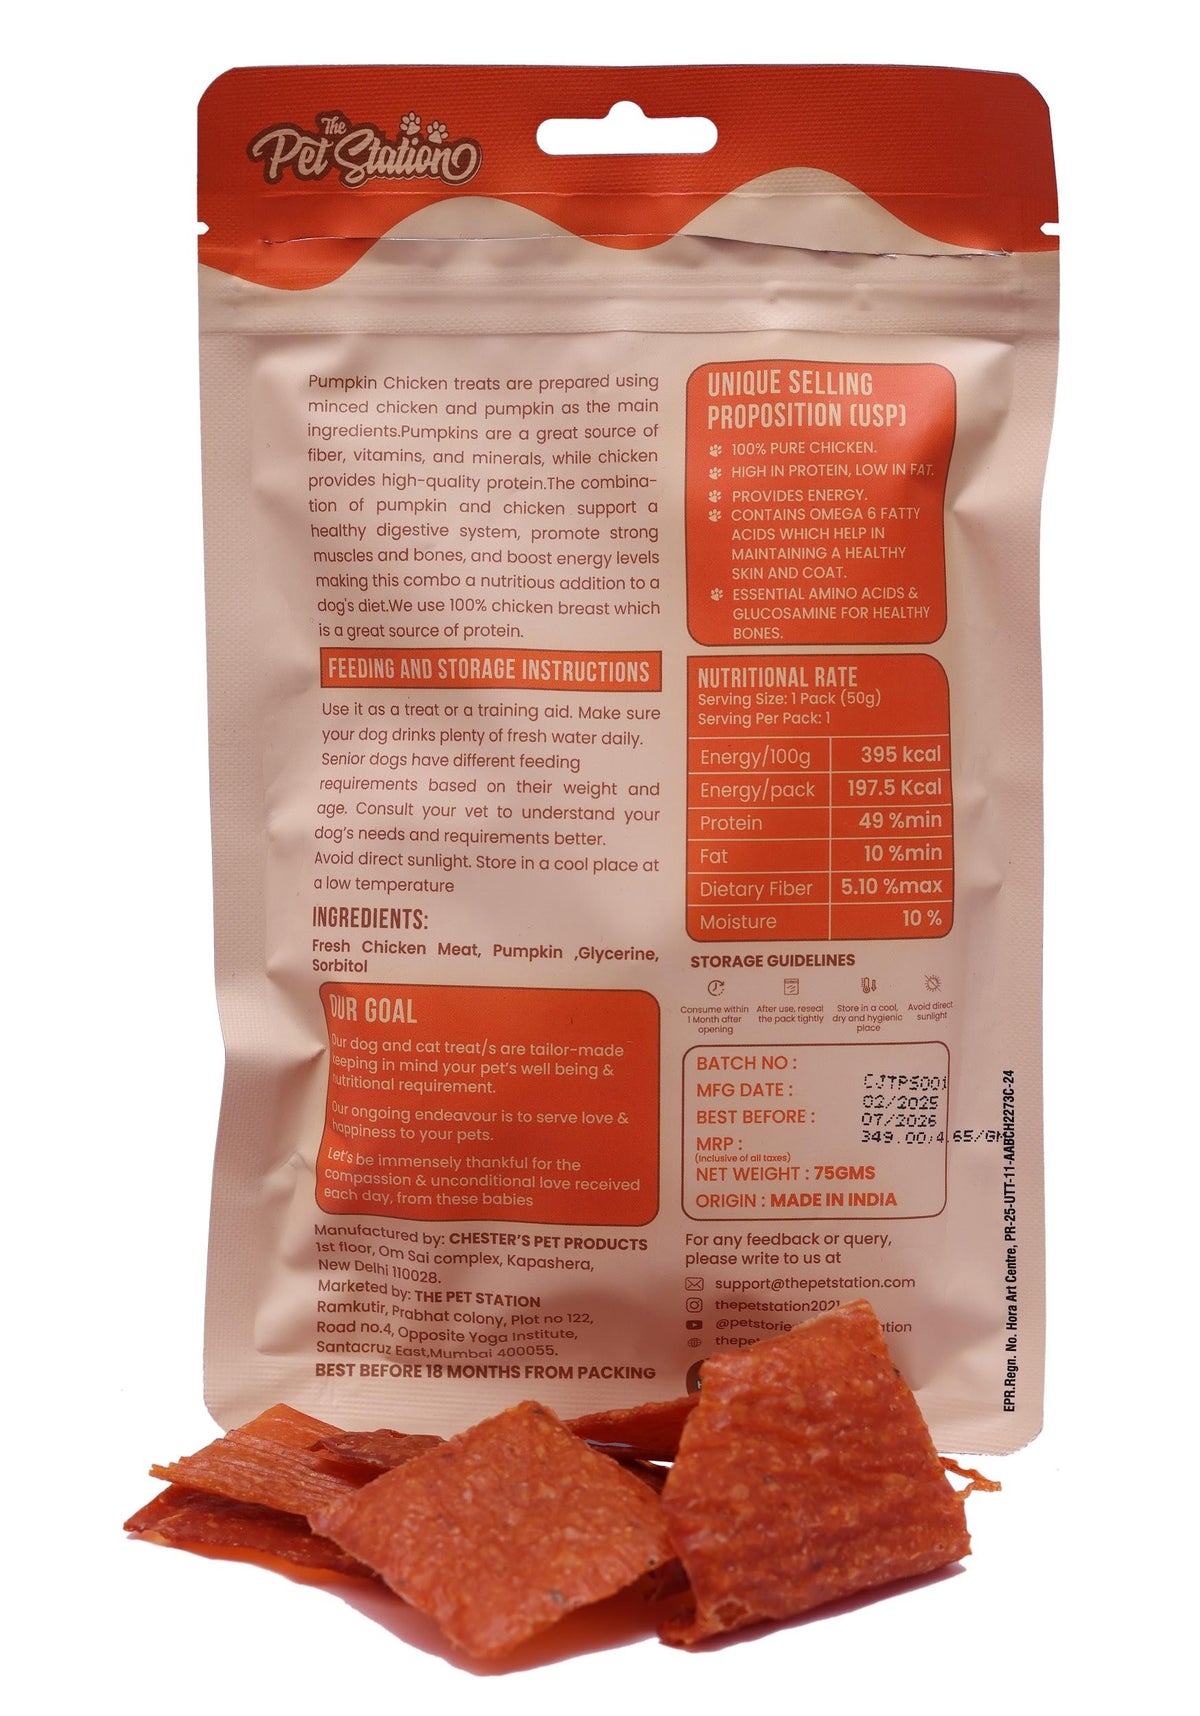 The
Pet Station
Pumpkin Chicken treats are prepared using
minced chicken and pumpkin as the main
ingredients.Pumpkins are a great source of
fiber, vitamins, and minerals, while chicken
provides high-quality protein.The combina-
tion of pumpkin and chicken support a
healthy digestive system, promote strong
muscles and bones, and boost energy levels
making this combo a nutritious addition to a
dog's diet.We use 100% chicken breast which
is a great source of protein.
FEEDING AND STORAGE INSTRUCTIONS
Use it as a treat or a training aid. Make sure
your dog drinks plenty of fresh water daily.
Senior dogs have different feeding
requirements based on their weight and
age. Consult your vet to understand your
dog's needs and requirements better.
Avoid direct sunlight. Store in a cool place at
a low temperature
INGREDIENTS:
Fresh Chicken Meat, Pumpkin ,Glycerine,
Sorbitol
OUR GOAL
Our dog and cat treat/s are tailor-made
keeping in mind your pet's well being &
nutritional requirement.
Our ongoing endeavour is to serve love &
happiness to your pets.
Let's be immensely thankful for the
compassion & unconditional love received
each day, from these babies
Manufactured by: CHESTER'S PET PRODUCTS
1st floor, Om Sai complex, Kapashera,
New Delhi 110028.
Marketed by: THE PET STATION
Ramkutir, Prabhat colony, Plot no 122,
Road no.4, Opposite Yoga Institute,
Santacruz East,Mumbai 400055.
BEST BEFORE 18 MONTHS FROM PACKING
UNIQUE SELLING
PROPOSITION (USP)
100% PURE CHICKEN.
HIGH IN PROTEIN, LOW IN FAT.
PROVIDES ENERGY.
CONTAINS OMEGA 6 FATTY
ACIDS WHICH HELP IN
MAINTAINING A HEALTHY
SKIN AND COAT.
ESSENTIAL AMINO ACIDS &
GLUCOSAMINE FOR HEALTHY
BONES.
NUTRITIONAL RATE
Serving Size: 1 Pack (50g)
Serving Per Pack: 1
Energy/100g 395 kcal
Energy/pack 197.5 Kcal
Protein 49 %min
Fat 10 %min
Dietary Fiber 5.10 %max
Moisture 10 %
STORAGE GUIDELINES
Consume within
1 Month after
opening
After use, reseal
the pack tightly
Store in a cool,
dry and hygienic
place
Avoid direct
sunlight
BATCH NO : CJTPS001
MFG DATE : 02/2025
BEST BEFORE : 07/2026
MRP : 349.00;4.65/GM
(Inclusive of all taxes)
NET WEIGHT : 75GMS
ORIGIN : MADE IN INDIA
For any feedback or query,
please write to us at
support@thepetstation.com
thepetstation2021
EPR.Regn. No. Hora Art Centre, PR-25-UTT-11-AABCH2273C-24